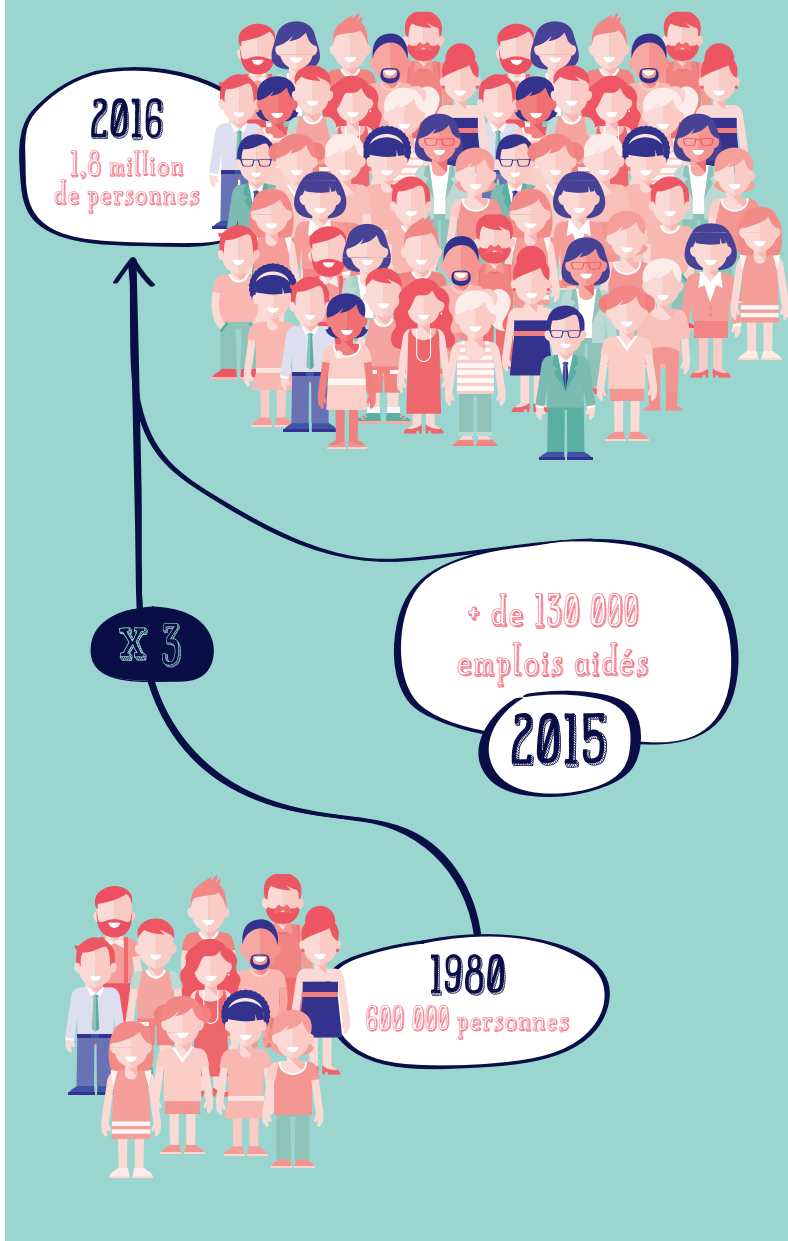 2016
1,8 million
de personnes
x 3
+ de 130 000
emplois aidés
2015
1980
600 000 personnes